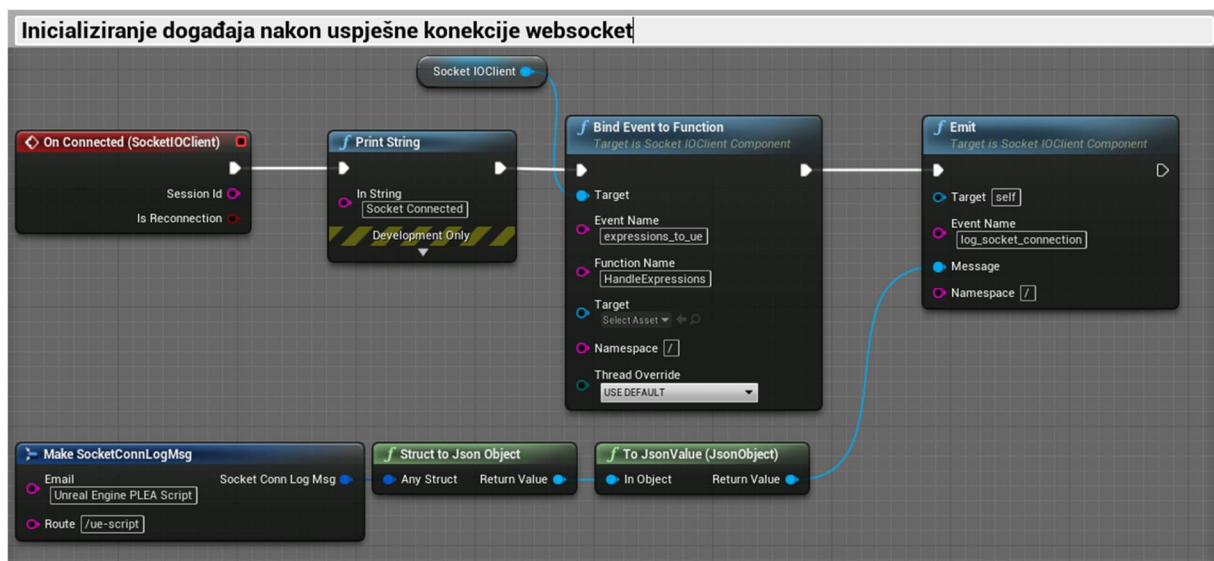 Inicializiranje događaja nakon uspješne konekcije websocket
Socket IOClient
On Connected (SocketIOClient)
Session Id
Is Reconnection
f Print String
In String
Socket Connected
Development Only
f Bind Event to Function
Target is Socket IOClient Component
Target
Event Name
expressions_to_ue
Function Name
HandleExpressions
Target
Select Asset
Namespace /
Thread Override
USE DEFAULT
f Emit
Target is Socket IOClient Component
Target self
Event Name
log_socket_connection
Message
Namespace /
Make SocketConnLogMsg
Email Socket Conn Log Msg
Unreal Engine PLEA Script
Route /ue-script
f Struct to Json Object
Any Struct Return Value
f To JsonValue (JsonObject)
In Object Return Value